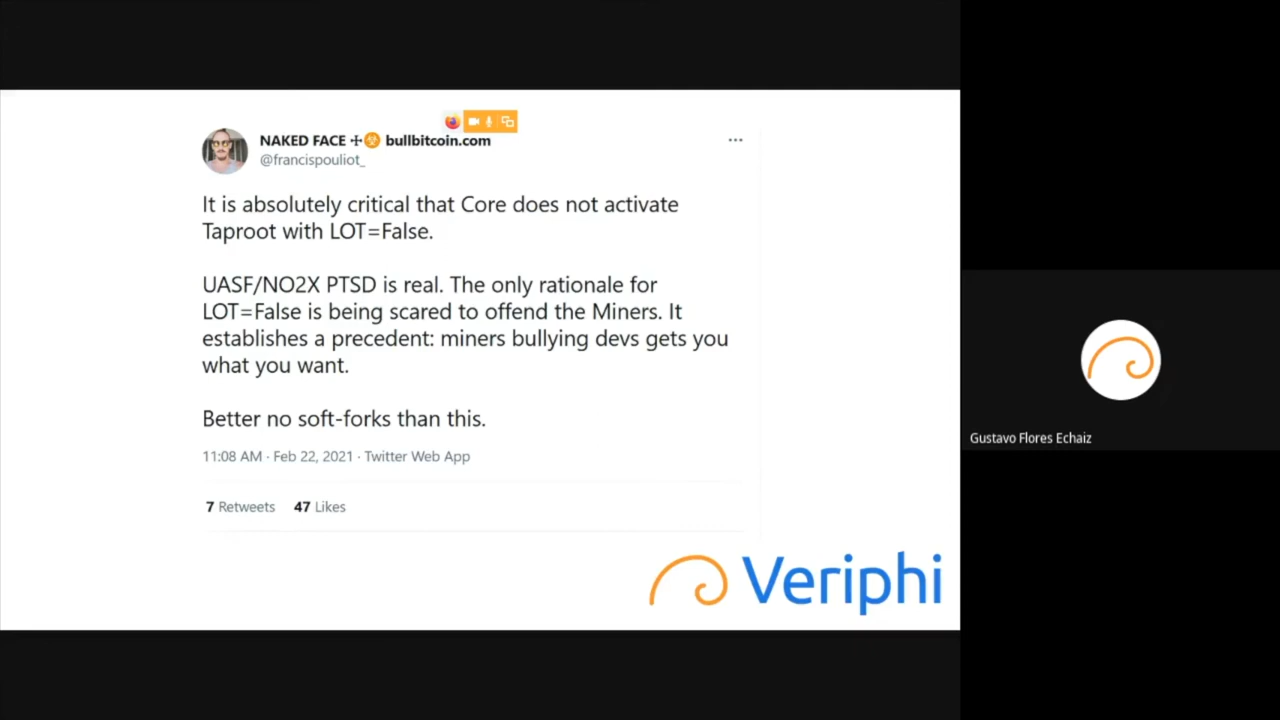 NAKED FACE ☩☣ bullbitcoin.com
@francispouliot_
It is absolutely critical that Core does not activate
Taproot with LOT=False.
UASF/NO2X PTSD is real. The only rationale for
LOT=False is being scared to offend the Miners. It
establishes a precedent: miners bullying devs gets you
what you want.
Better no soft-forks than this.
11:08 AM · Feb 22, 2021 · Twitter Web App
7 Retweets 47 Likes
Veriphi
Gustavo Flores Echaiz